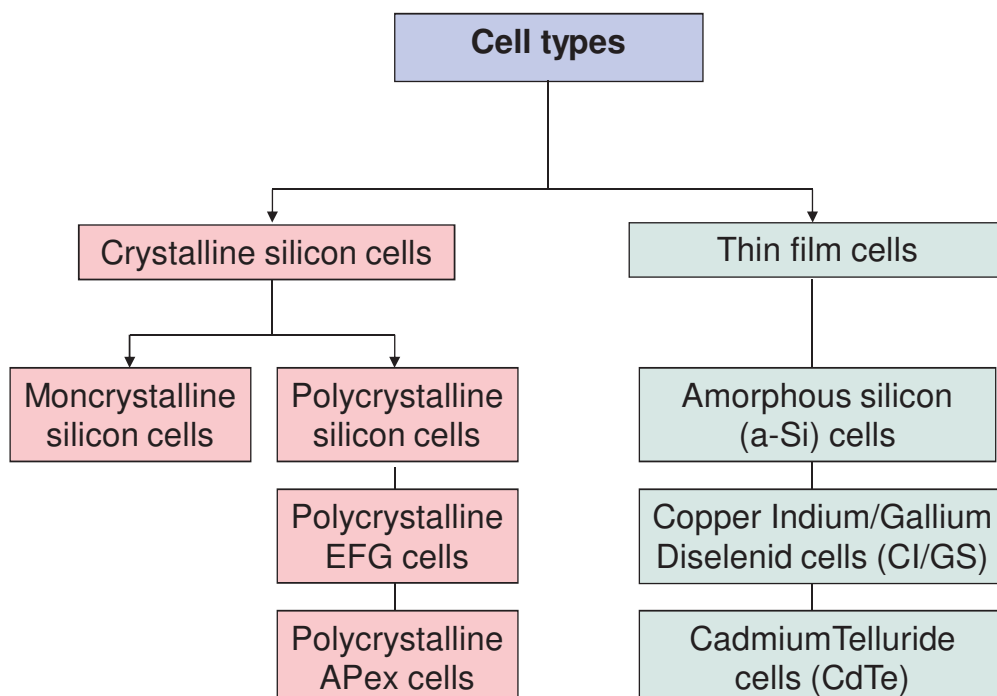 Cell types
Crystalline silicon cells
Thin film cells
Moncrystalline
silicon cells
Polycrystalline
silicon cells
Amorphous silicon
(a-Si) cells
Polycrystalline
EFG cells
Copper Indium/Gallium
Diselenid cells (CI/GS)
Polycrystalline
APex cells
CadmiumTelluride
cells (CdTe)